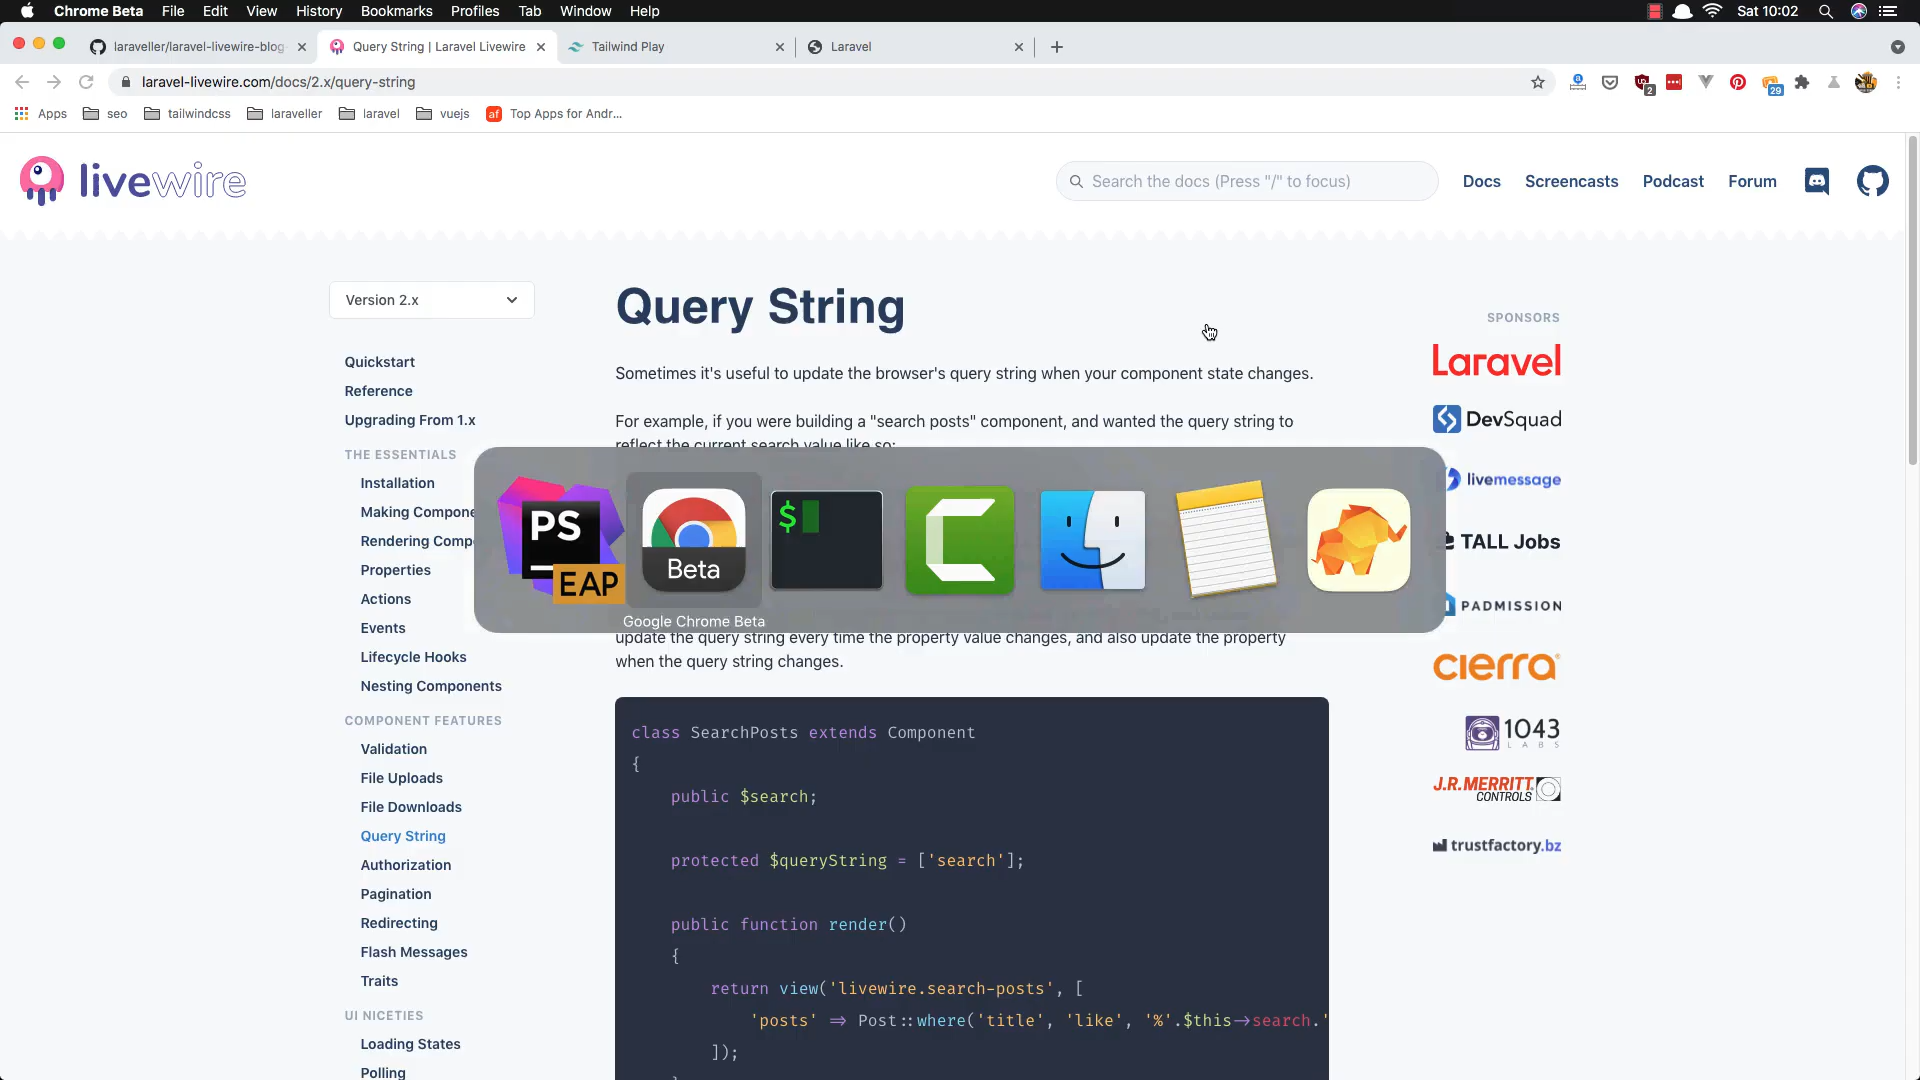 Chrome Beta File Edit View History Bookmarks Profiles Tab Window Help Sat 10:02
laraveller/laravel-livewire-blog Query String | Laravel Livewire Tailwind Play Laravel
laravel-livewire.com/docs/2.x/query-string
2 29
Apps seo tailwindcss laraveller laravel vuejs af Top Apps for Andr...
livewire
Search the docs (Press "/" to focus)
Docs Screencasts Podcast Forum
Version 2.x
Quickstart
Reference
Upgrading From 1.x
THE ESSENTIALS
Installation
Making Compone
Rendering Comp
Properties
Actions
Events
Lifecycle Hooks
Nesting Components
COMPONENT FEATURES
Validation
File Uploads
File Downloads
Query String
Authorization
Pagination
Redirecting
Flash Messages
Traits
UI NICETIES
Loading States
Polling
Query String
Sometimes it's useful to update the browser's query string when your component state changes.
For example, if you were building a "search posts" component, and wanted the query string to
reflect the current search value like so:
PS
EAP
Beta
$
C
Google Chrome Beta
update the query string every time the property value changes, and also update the property
when the query string changes.
class SearchPosts extends Component
{
public $search;
protected $queryString = ['search'];
public function render()
{
return view('livewire.search-posts', [
'posts' ⇒ Post::where('title', 'like', '%'.$this→search.'
]);
SPONSORS
Laravel
DevSquad
livemessage
TALL Jobs
PADMISSION
cierra
1043
LABS
J.R.MERRITT
CONTROLS
trustfactory.bz